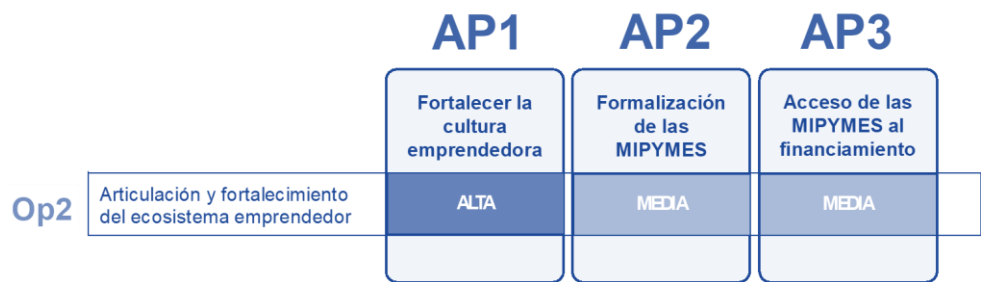 AP1 AP2 AP3
Fortalecer la
cultura
emprendedora
Formalización
de las
MIPYMES
Acceso de las
MIPYMES al
financiamiento
Op2
Articulación y fortalecimiento
del ecosistema emprendedor
ALTA MEDIA MEDIA